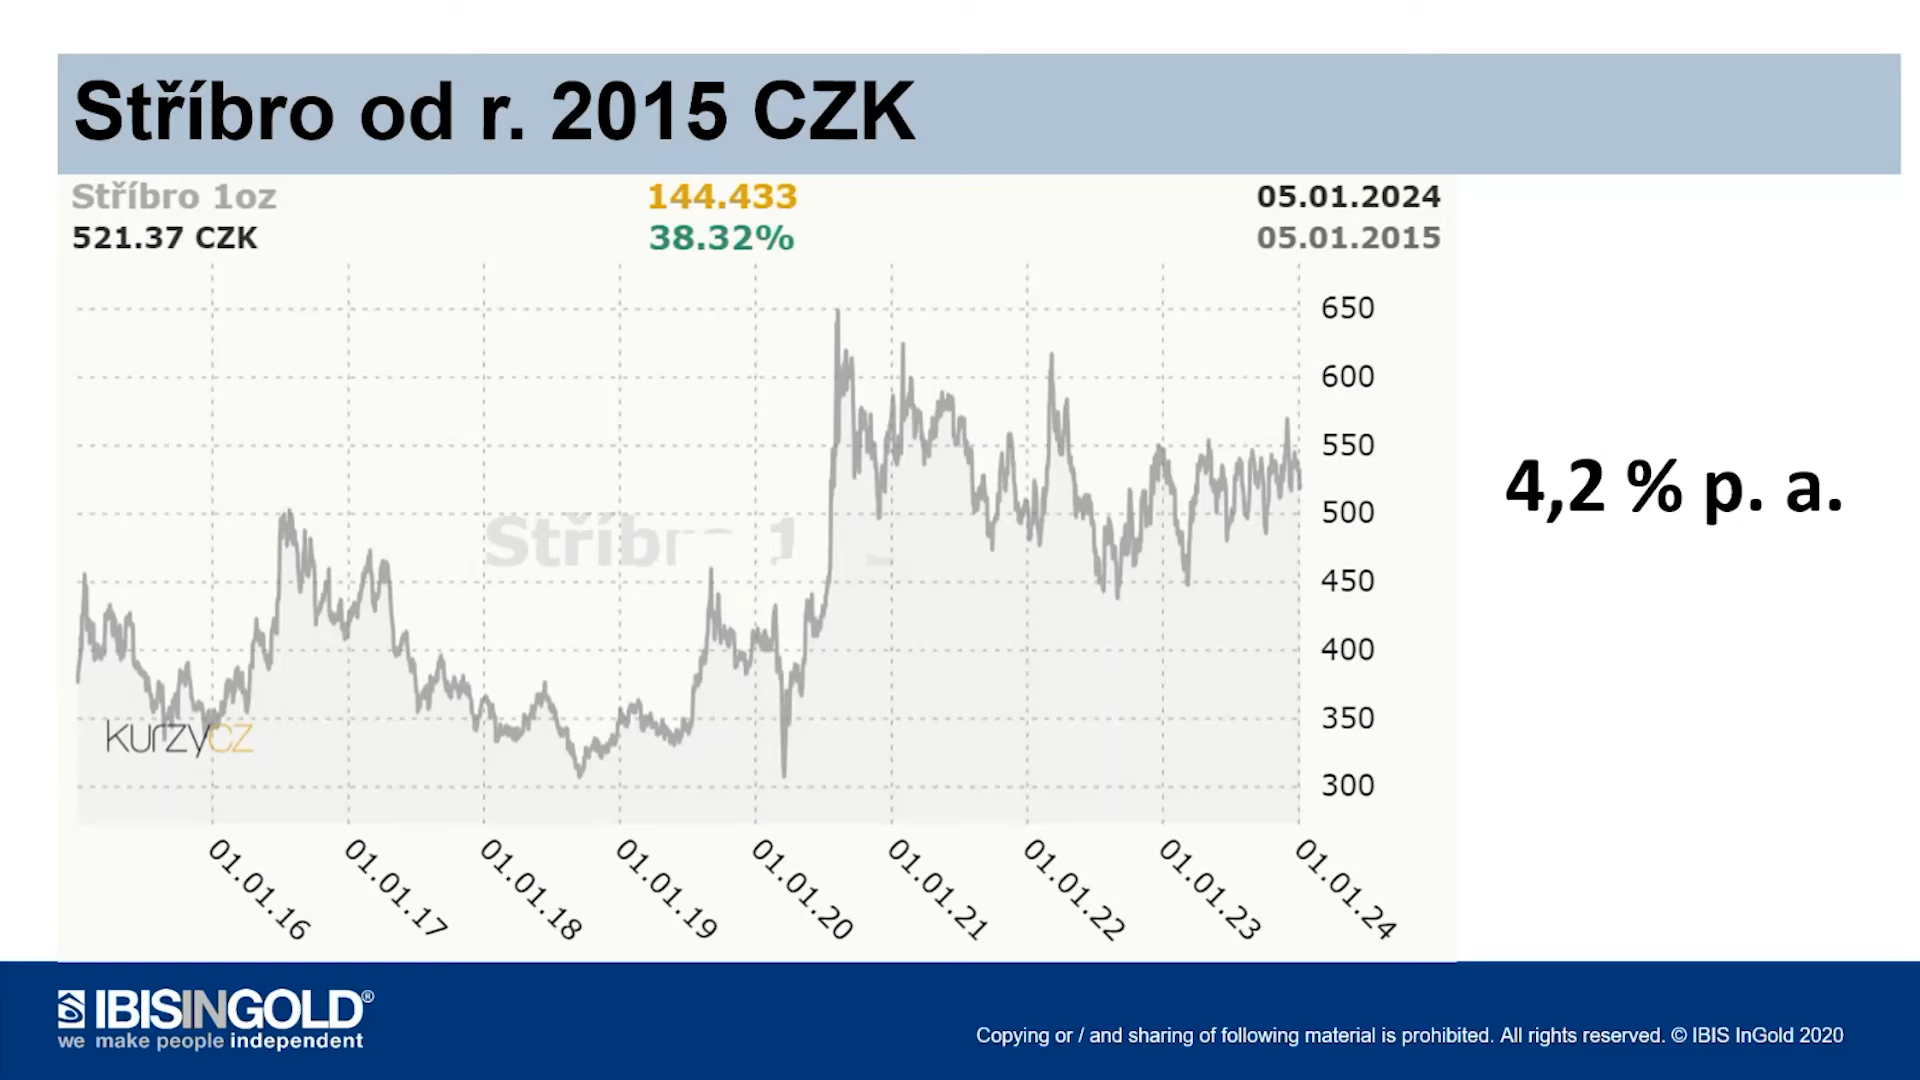 Stříbro od r. 2015 CZK
Stříbro 1oz 144.433 05.01.2024
521.37 CZK 38.32% 05.01.2015
650
600
550
4,2 % p. a.
500
450
400
350
300
kurzycz
01.01.16 01.01.17 01.01.18 01.01.19 01.01.20 01.01.21 01.01.22 01.01.23 01.01.24
IBISINGOLD®
we make people independent
Copying or / and sharing of following material is prohibited. All rights reserved. © IBIS InGold 2020